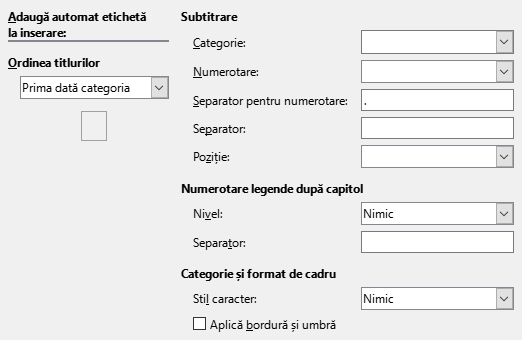 Adaugă automat etichetă
la inserare:
Ordinea titlurilor
Prima dată categoria
Subtitrare
Categorie:
Numerotare:
Separator pentru numerotare: .
Separator:
Poziție:
Numerotare legende după capitol
Nivel: Nimic
Separator:
Categorie și format de cadru
Stil caracter: Nimic
Aplică bordură și umbră